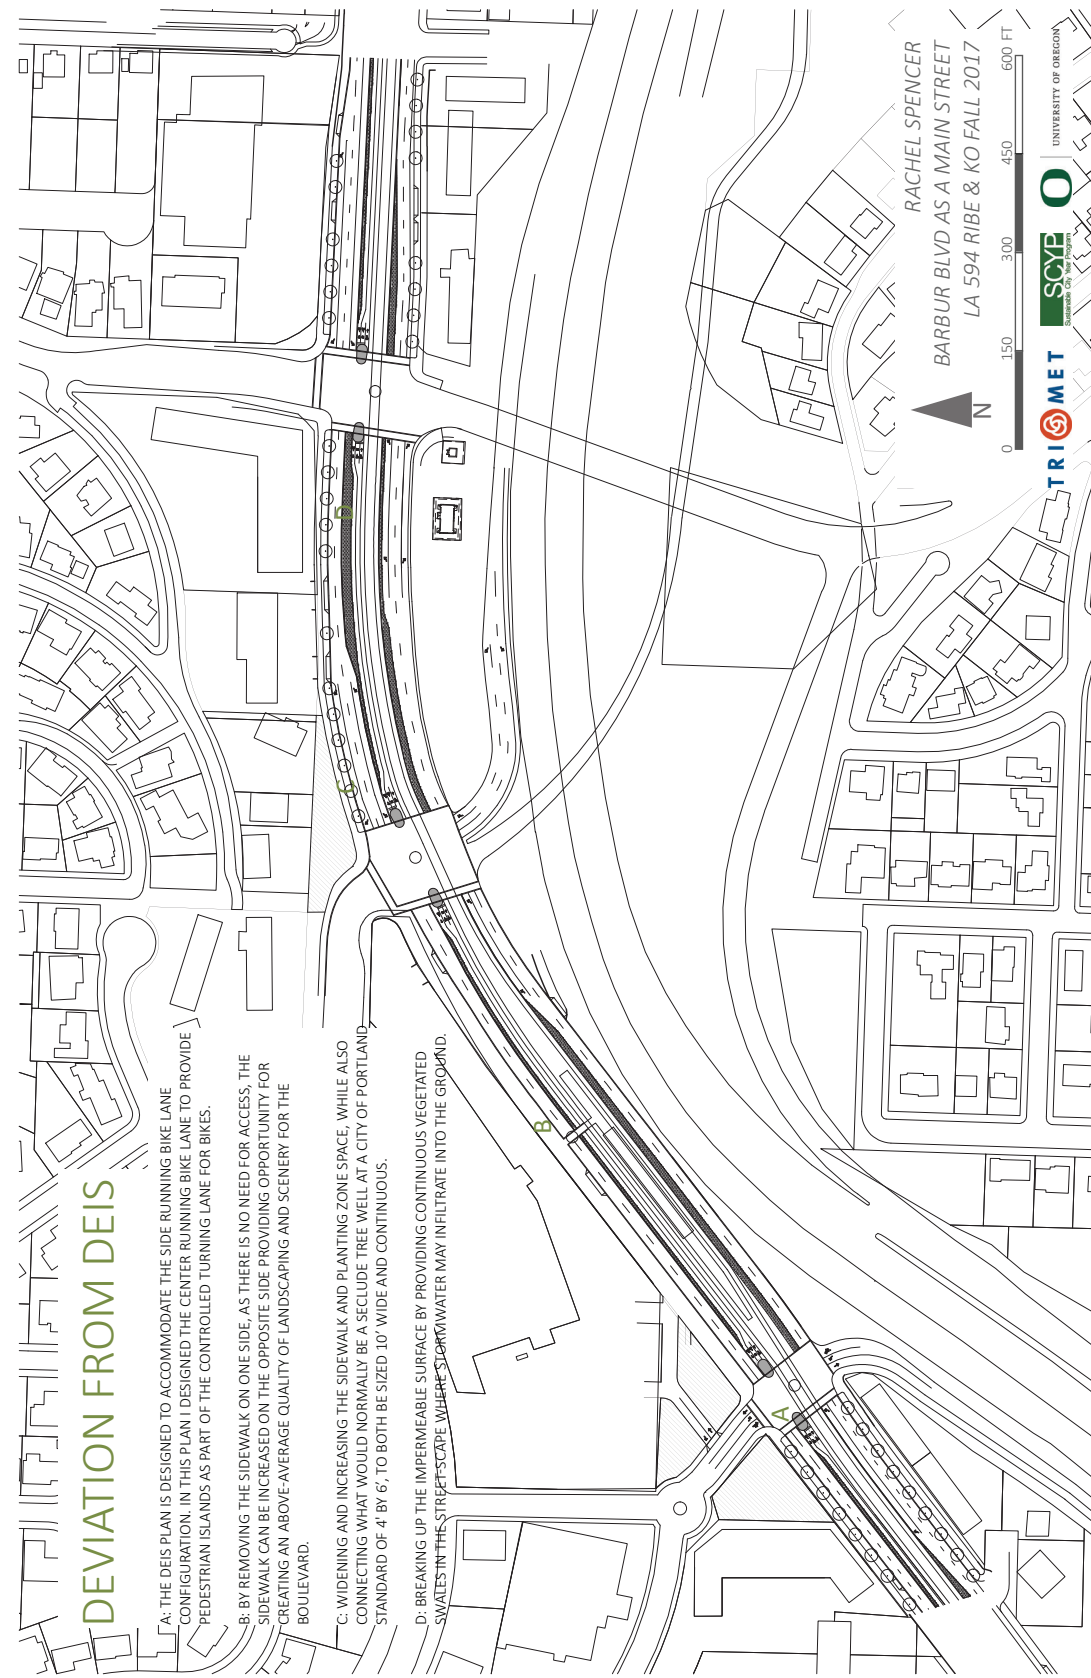 DEVIATION FROM DEIS
A: THE DEIS PLAN IS DESIGNED TO ACCOMMODATE THE SIDE RUNNING BIKE LANE
CONFIGURATION. IN THIS PLAN I DESIGNED THE CENTER RUNNING BIKE LANE TO PROVIDE
PEDESTRIAN ISLANDS AS PART OF THE CONTROLLED TURNING LANE FOR BIKES.
B: BY REMOVING THE SIDEWALK ON ONE SIDE, AS THERE IS NO NEED FOR ACCESS, THE
SIDEWALK CAN BE INCREASED ON THE OPPOSITE SIDE PROVIDING OPPORTUNITY FOR
CREATING AN ABOVE-AVERAGE QUALITY OF LANDSCAPING AND SCENERY FOR THE
BOULEVARD.
C: WIDENING AND INCREASING THE SIDEWALK AND PLANTING ZONE SPACE, WHILE ALSO
CONNECTING WHAT WOULD NORMALLY BE A SECLUDE TREE WELL AT A CITY OF PORTLAND
STANDARD OF 4' BY 6', TO BOTH BE SIZED 10' WIDE AND CONTINUOUS.
D: BREAKING UP THE IMPERMEABLE SURFACE BY PROVIDING CONTINUOUS VEGETATED
SWALES IN THE STREET-SCAPE WHERE STORMWATER MAY INFILTRATE INTO THE GROUND.
A
B
C
D
RACHEL SPENCER
BARBUR BLVD AS A MAIN STREET
LA 594 RIBE & KO FALL 2017
N
0 150 300 450 600 FT
TRI MET
SCYP
Sustainable City Year Program
O
UNIVERSITY OF OREGON